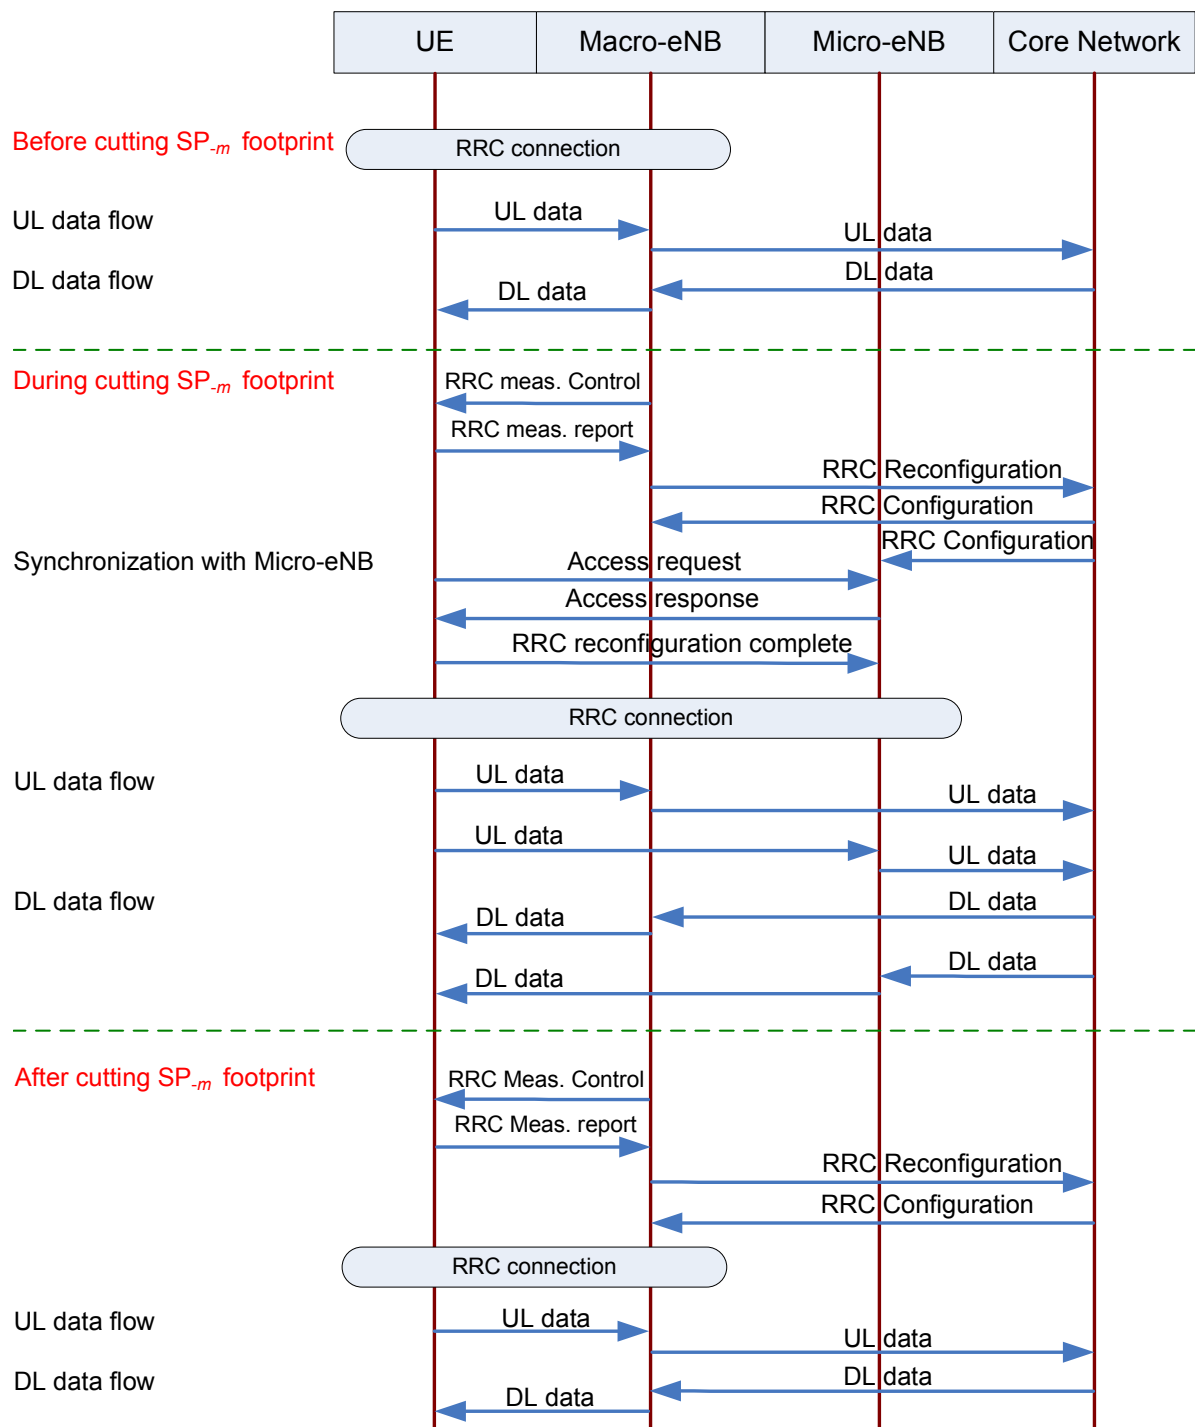 UE Macro-eNB Micro-eNB Core Network
Before cutting SP-m footprint
RRC connection
UL data flow
UL data
UL data
DL data flow
DL data
DL data
During cutting SP-m footprint
RRC meas. Control
RRC meas. report
RRC Reconfiguration
RRC Configuration
RRC Configuration
Synchronization with Micro-eNB
Access request
Access response
RRC reconfiguration complete
RRC connection
UL data flow
UL data
UL data
UL data
UL data
DL data flow
DL data
DL data
DL data
DL data
After cutting SP-m footprint
RRC Meas. Control
RRC Meas. report
RRC Reconfiguration
RRC Configuration
RRC connection
UL data flow
UL data
UL data
DL data flow
DL data
DL data